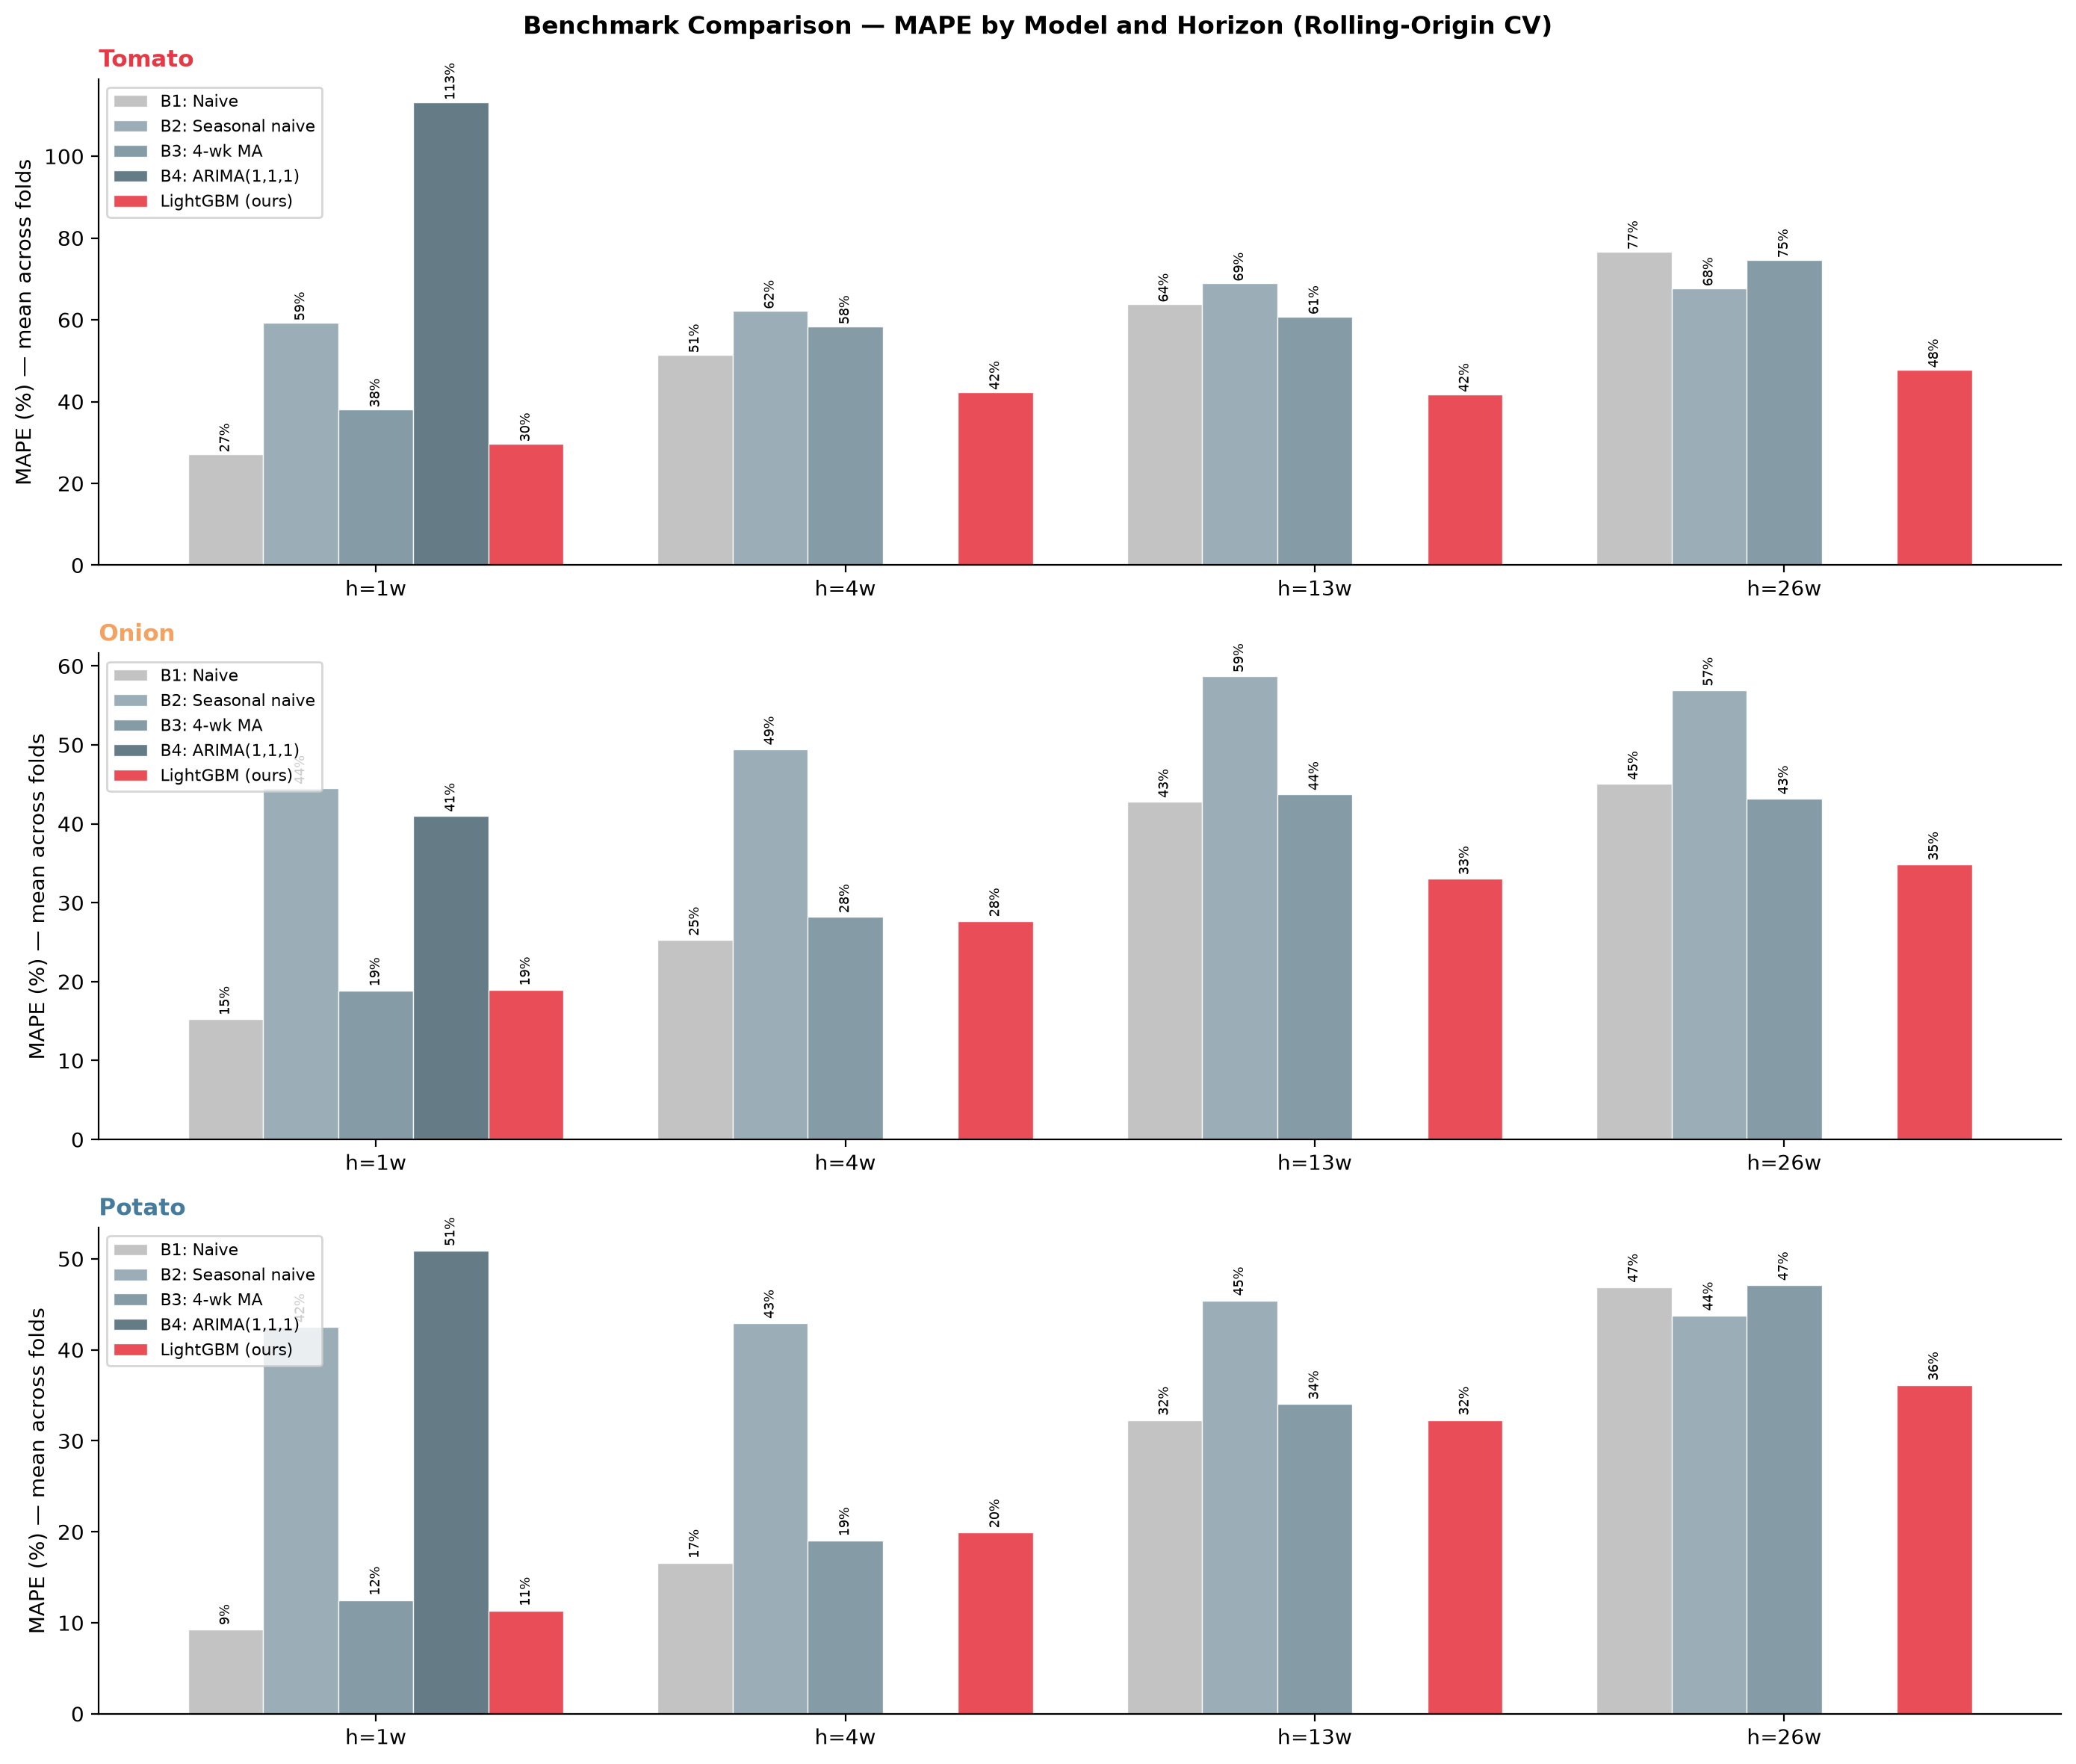 Benchmark Comparison — MAPE by Model and Horizon (Rolling-Origin CV)
Tomato
B1: Naive
B2: Seasonal naive
B3: 4-wk MA
B4: ARIMA(1,1,1)
LightGBM (ours)
MAPE (%) — mean across folds
100
80
60
40
20
0
27%
59%
38%
113%
30%
51%
62%
58%
42%
64%
69%
61%
42%
77%
68%
75%
48%
h=1w
h=4w
h=13w
h=26w
Onion
B1: Naive
B2: Seasonal naive
B3: 4-wk MA
B4: ARIMA(1,1,1)
LightGBM (ours)
MAPE (%) — mean across folds
60
50
40
30
20
10
0
15%
44%
19%
41%
19%
25%
49%
28%
28%
43%
59%
44%
33%
45%
57%
43%
35%
h=1w
h=4w
h=13w
h=26w
Potato
B1: Naive
B2: Seasonal naive
B3: 4-wk MA
B4: ARIMA(1,1,1)
LightGBM (ours)
MAPE (%) — mean across folds
50
40
30
20
10
0
9%
42%
12%
51%
11%
17%
43%
19%
20%
32%
45%
34%
32%
47%
44%
47%
36%
h=1w
h=4w
h=13w
h=26w